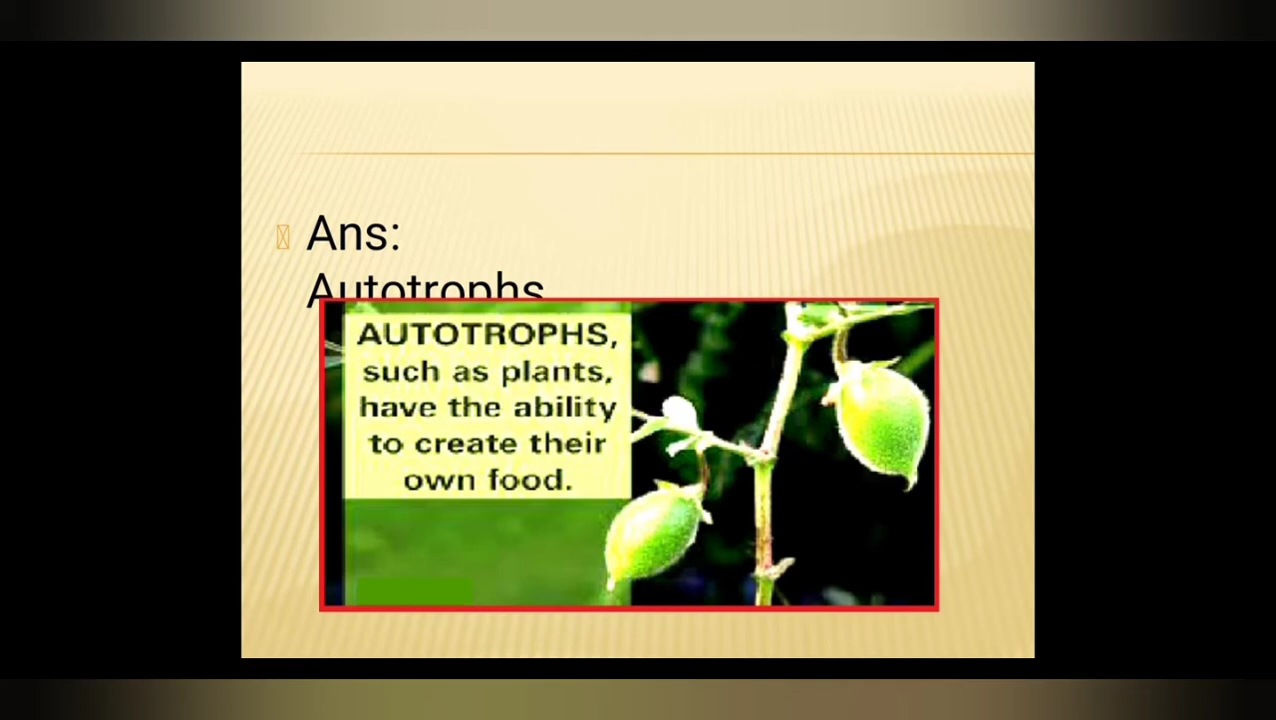 Ans:
Autotrophs
AUTOTROPHS,
such as plants,
have the ability
to create their
own food.